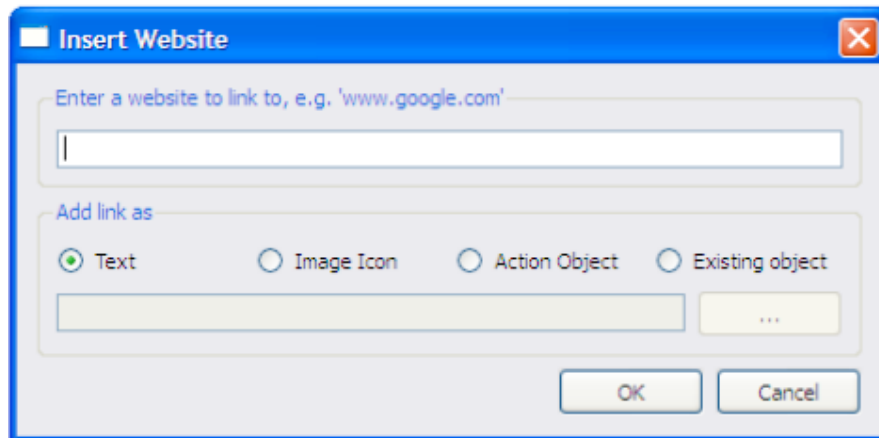 Insert Website
Enter a website to link to, e.g. 'www.google.com'
Add link as
Text Image Icon Action Object Existing object
...
OK Cancel